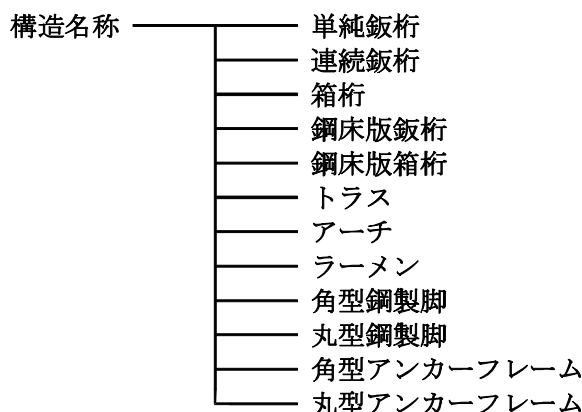 構造名称 単純鈑桁
連続鈑桁
箱桁
鋼床版鈑桁
鋼床版箱桁
トラス
アーチ
ラーメン
角型鋼製脚
丸型鋼製脚
角型アンカーフレーム
丸型アンカーフレーム